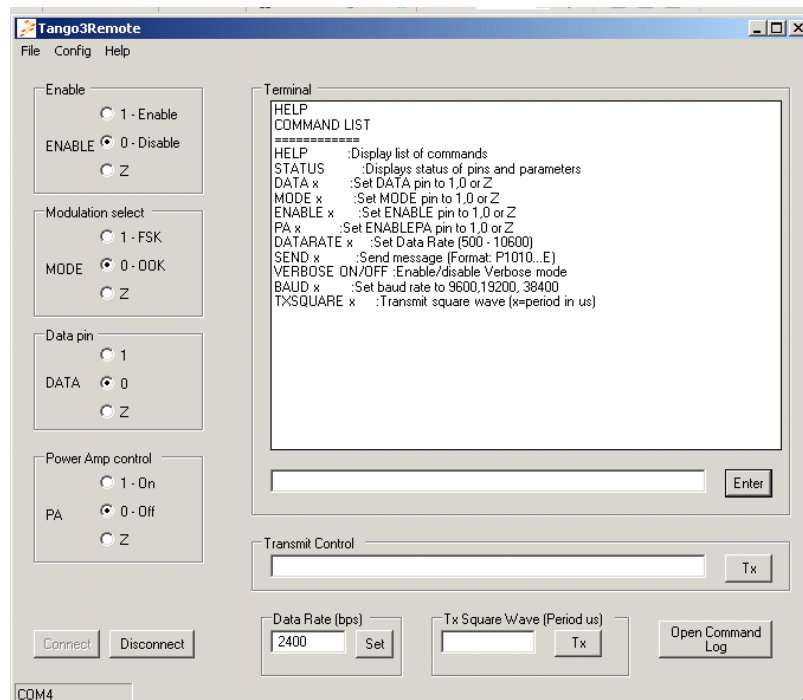 Tango3Remote
File Config Help
Enable
1 - Enable
ENABLE 0 - Disable
Z
Modulation select
1 - FSK
MODE 0 - OOK
Z
Data pin
1
DATA 0
Z
Power Amp control
1 - On
PA 0 - Off
Z
Connect Disconnect
COM4
Terminal
HELP
COMMAND LIST
============
HELP :Display list of commands
STATUS :Displays status of pins and parameters
DATA x :Set DATA pin to 1,0 or Z
MODE x :Set MODE pin to 1,0 or Z
ENABLE x :Set ENABLE pin to 1,0 or Z
PA x :Set ENABLEPA pin to 1,0 or Z
DATARATE x :Set Data Rate (500 - 10600)
SEND x :Send message (Format: P1010...E)
VERBOSE ON/OFF :Enable/disable Verbose mode
BAUD x :Set baud rate to 9600,19200, 38400
TXSQUARE x :Transmit square wave (x=period in us)
Enter
Transmit Control
Tx
Data Rate (bps)
2400 Set
Tx Square Wave (Period us)
Tx
Open Command
Log